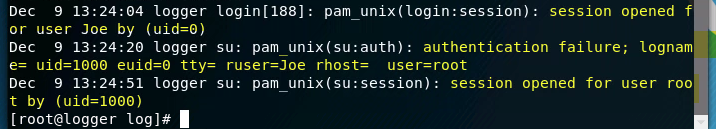 Dec  9 13:24:04 logger login[188]: pam_unix(login:session): session opened f
or user Joe by (uid=0)
Dec  9 13:24:20 logger su: pam_unix(su:auth): authentication failure; lognam
e= uid=1000 euid=0 tty= ruser=Joe rhost=  user=root
Dec  9 13:24:51 logger su: pam_unix(su:session): session opened for user roo
t by (uid=1000)
[root@logger log]#